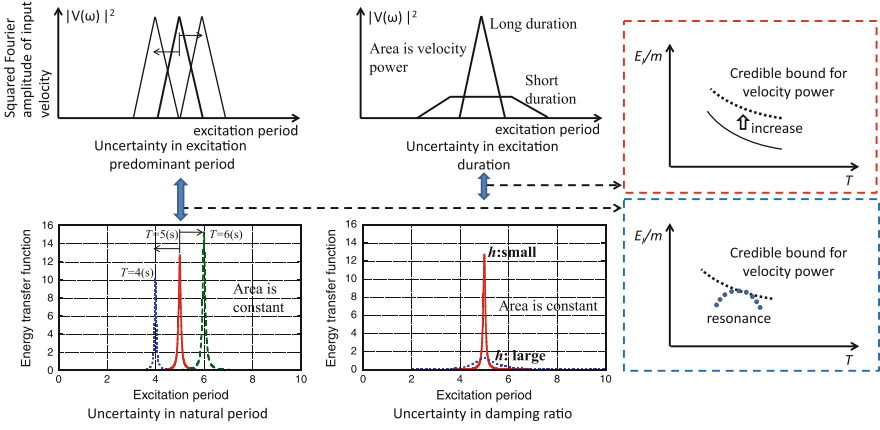 Squared Fourier
amplitude of input
velocity
|V(ω)|²
excitation period
Uncertainty in excitation
predominant period
|V(ω)|²
Long duration
Area is velocity
power
Short
duration
excitation period
Uncertainty in excitation
duration
E_I/m
Credible bound for
velocity power
increase
T
Energy transfer function
16
14
12
10
8
6
4
2
0
T=5(s)
T=6(s)
T=4(s)
Area is
constant
0 2 4 6 8 10
Excitation period
Uncertainty in natural period
Energy transfer function
16
14
12
10
8
6
4
2
0
h:small
Area is constant
h: large
0 2 4 6 8 10
Excitation period
Uncertainty in damping ratio
E_I/m
Credible bound for
velocity power
resonance
T